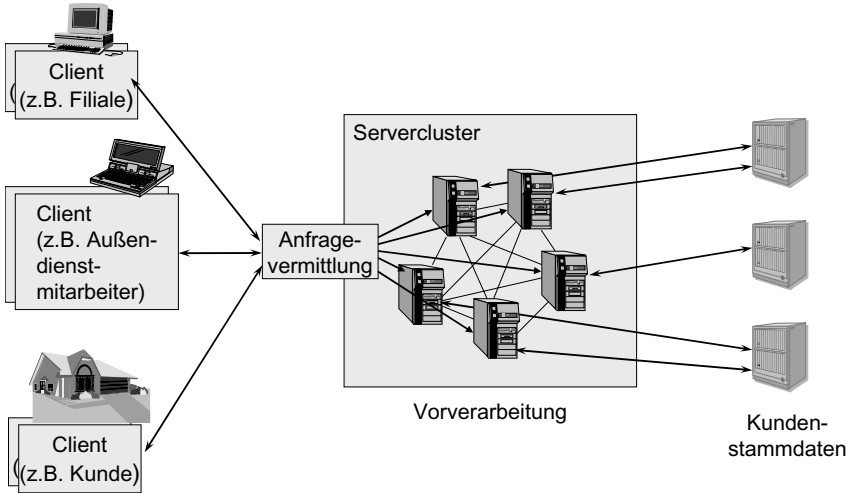 Client
(z.B. Filiale)
(
Servercluster
Client
(z.B. Außen-
dienst-
mitarbeiter)
Anfrage-
vermittlung
Vorverarbeitung
Client
(z.B. Kunde)
(
Kunden-
stammdaten